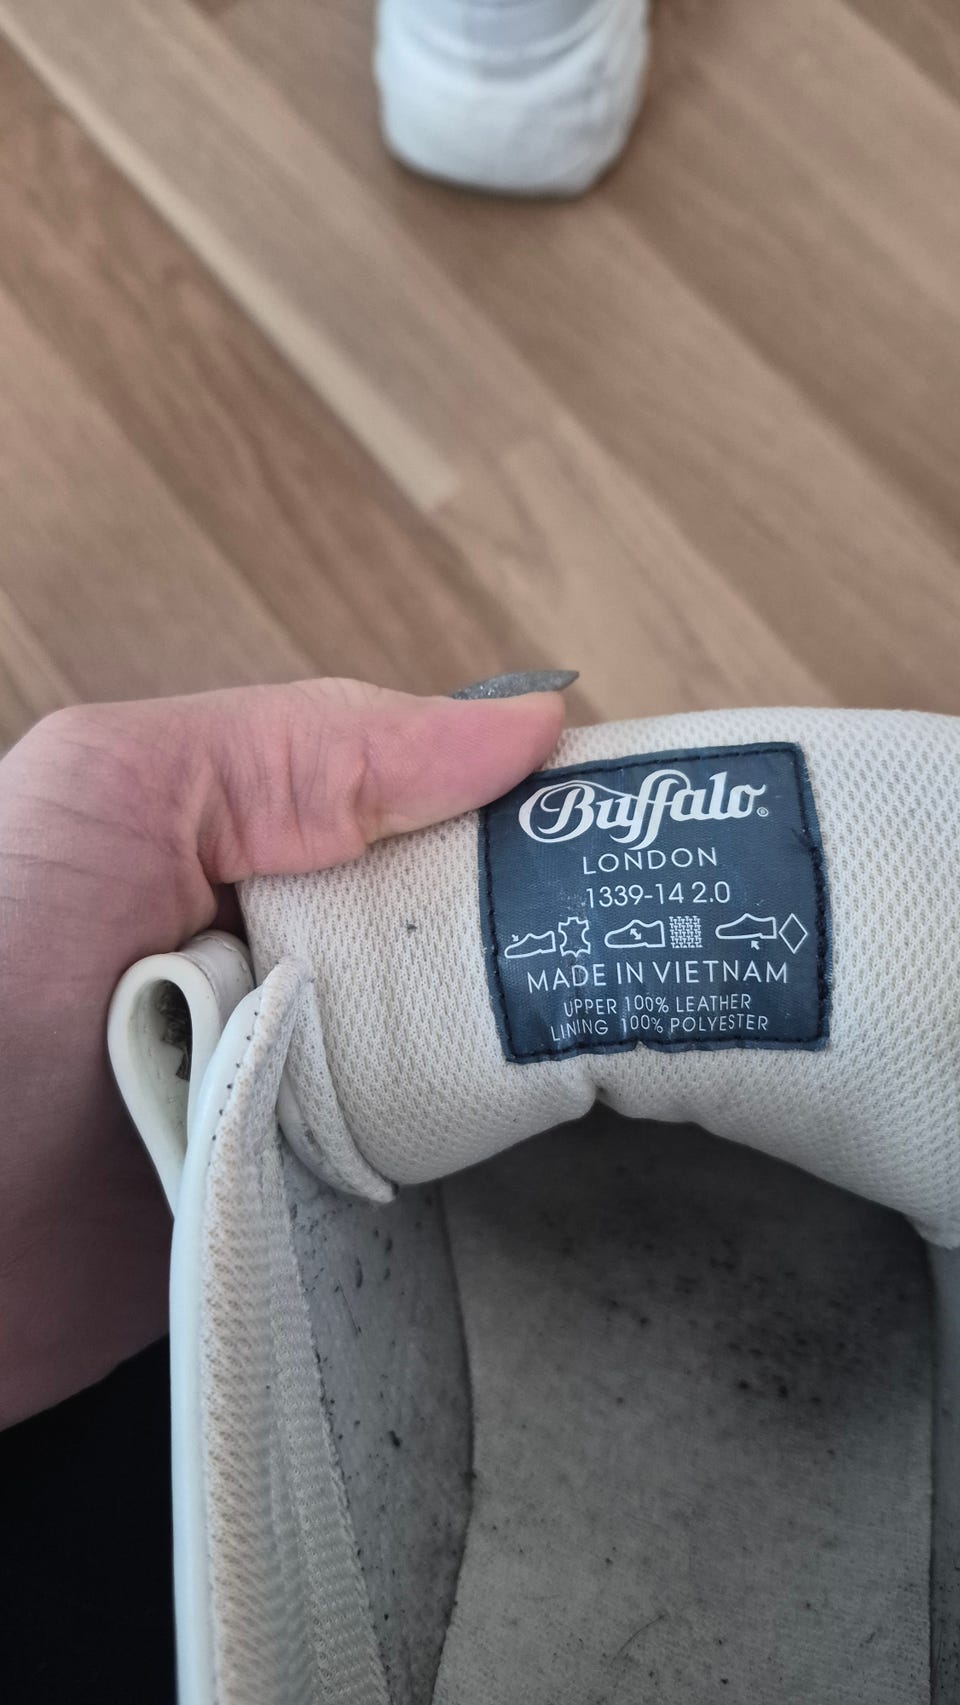 Buffalo®
LONDON
1339-14 2.0
MADE IN VIETNAM
UPPER 100% LEATHER
LINING 100% POLYESTER